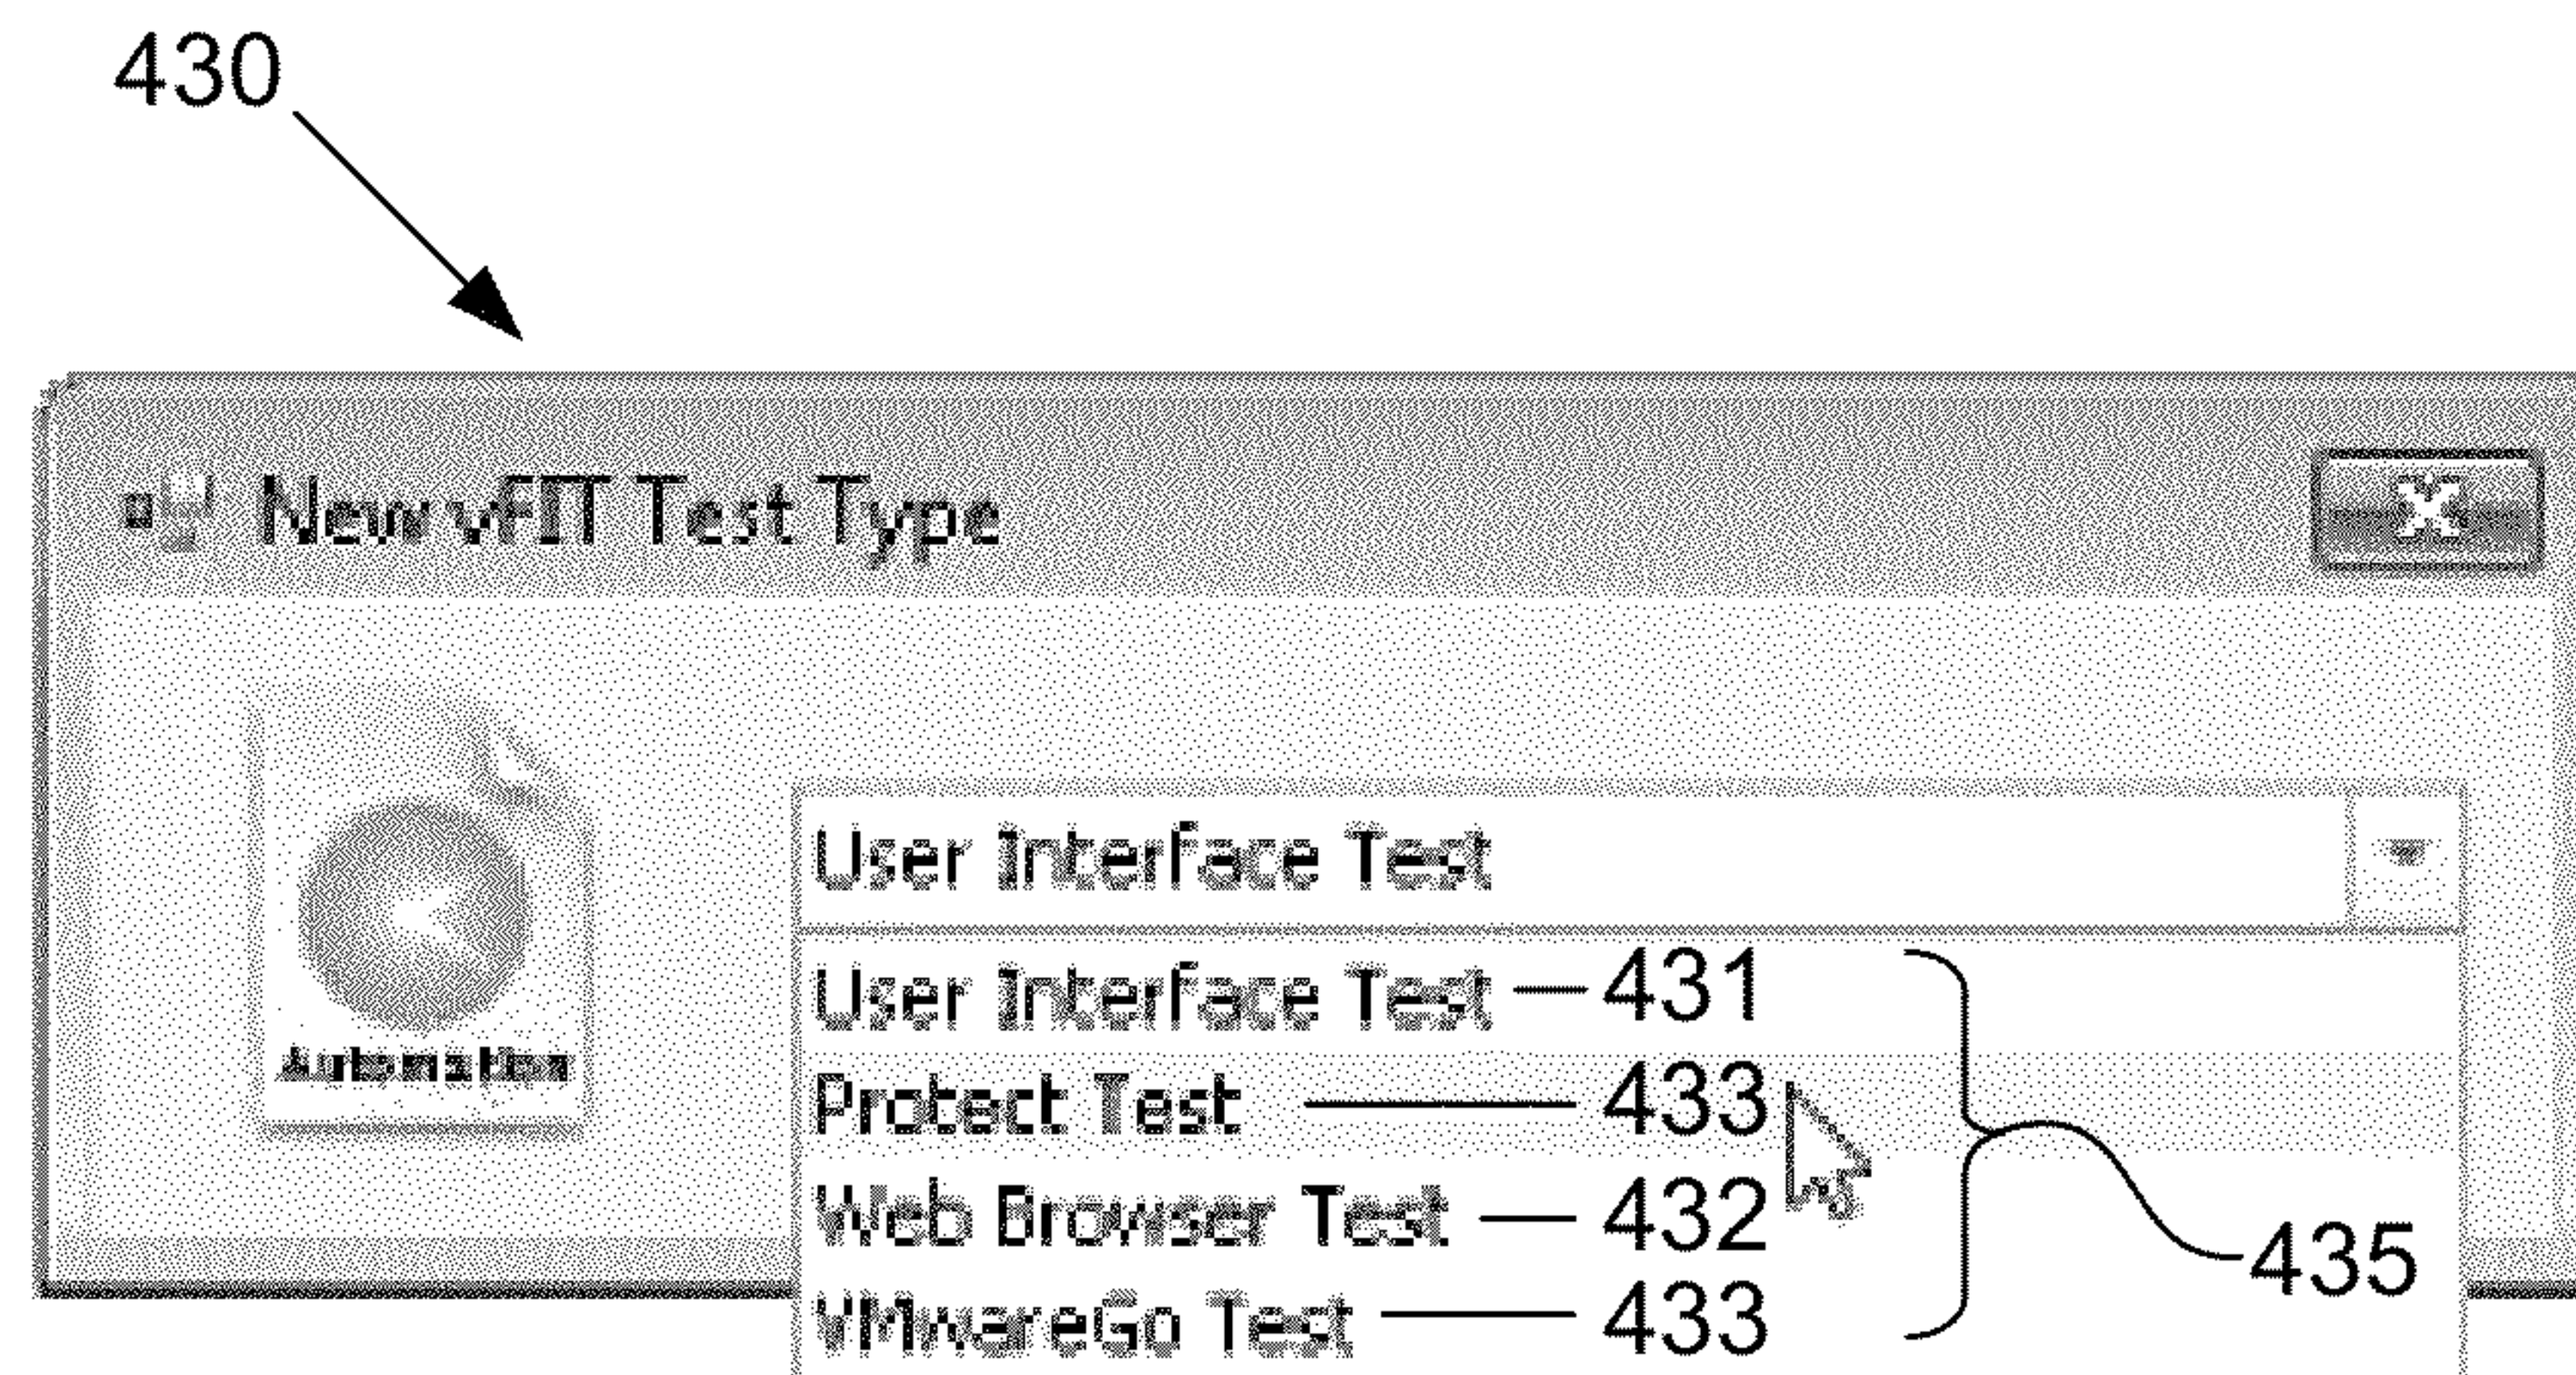 430
New vFIT Test Type
X
User Interface Test
User Interface Test 431
Automation
Protect Test 433
Web Browser Test 432
VMwareGo Test 433
435